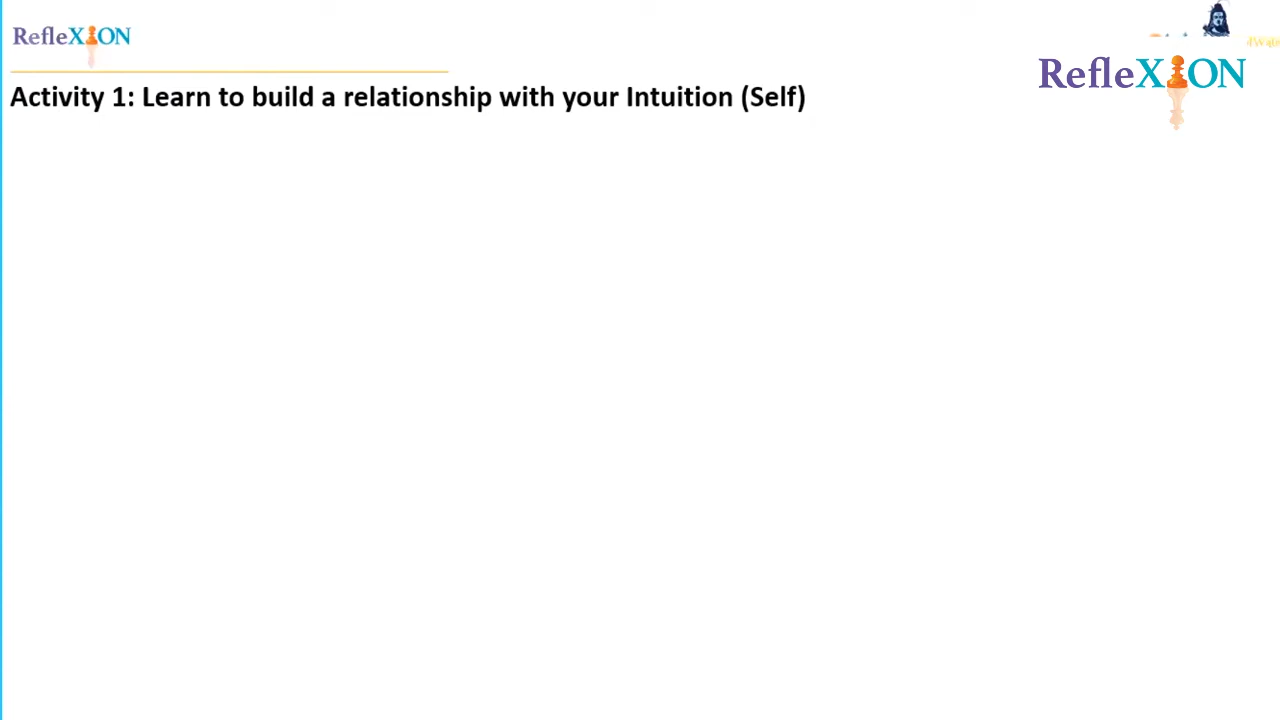 RefleXION
RefleXION
Activity 1: Learn to build a relationship with your Intuition (Self)